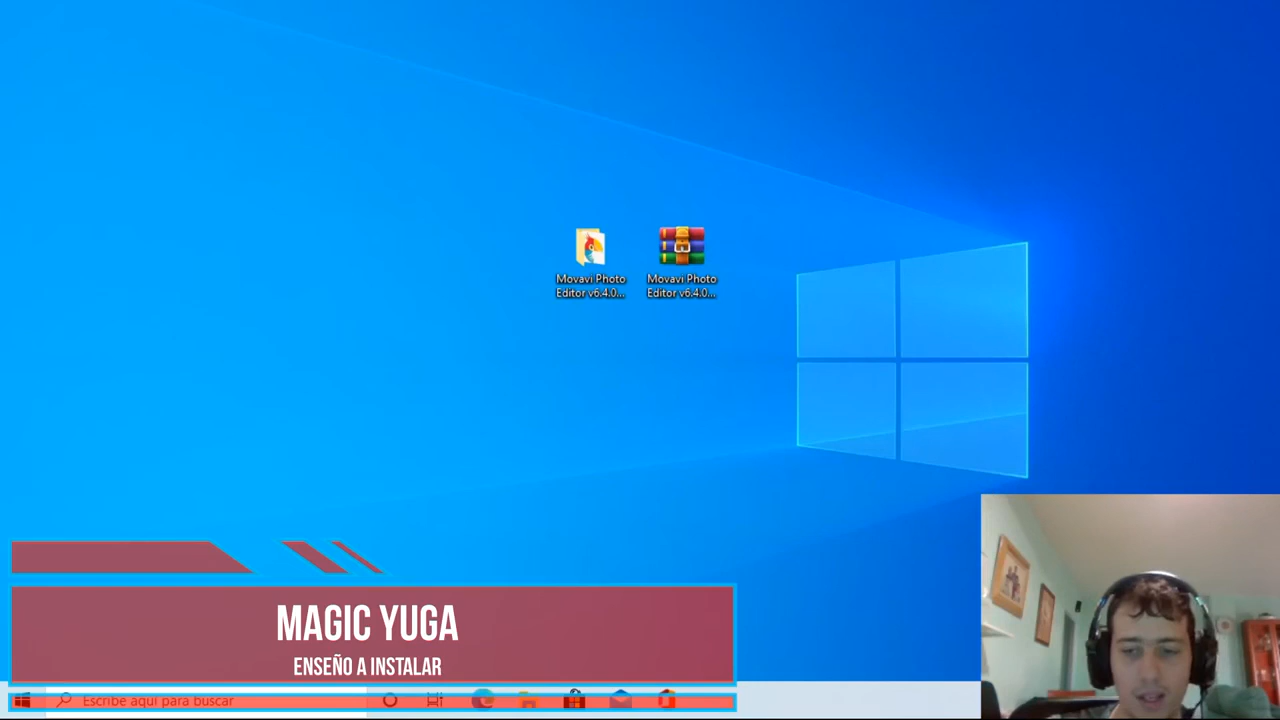 Movavi Photo
Editor v6.4.0...
Movavi Photo
Editor v6.4.0...
MAGIC YUGA
ENSEÑO A INSTALAR
Escribe aquí para buscar